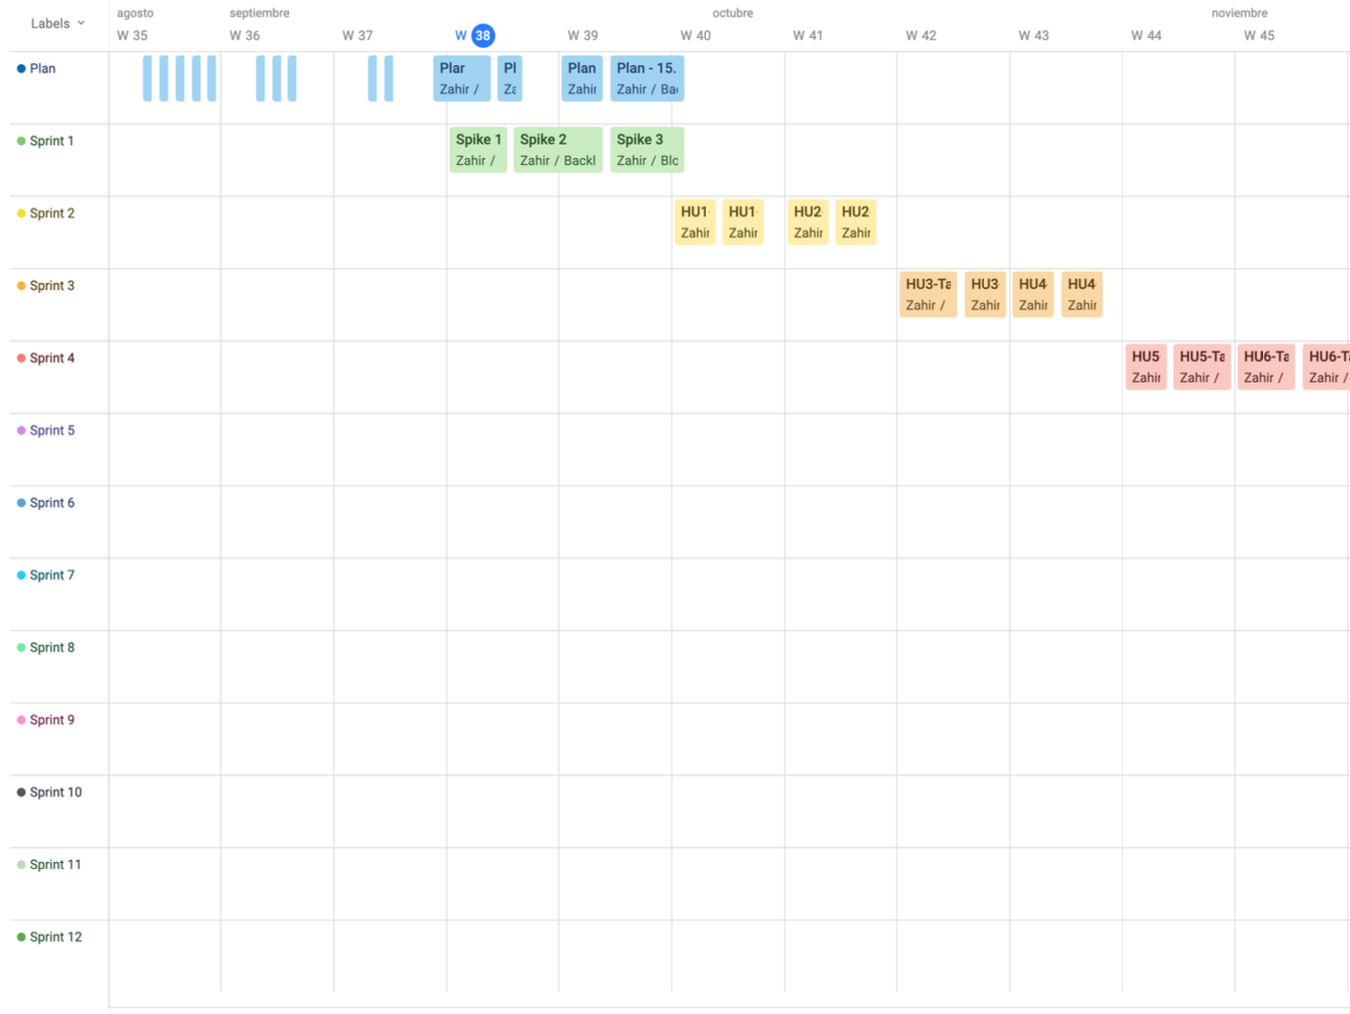 Labels
agosto
septiembre
octubre
noviembre
W 35
W 36
W 37
W 38
W 39
W 40
W 41
W 42
W 43
W 44
W 45
Plan
Plar
Zahir /
Pl
Za
Plan
Zahir
Plan - 15.
Zahir / Bac
Sprint 1
Spike 1
Zahir /
Spike 2
Zahir / Backl
Spike 3
Zahir / Blc
Sprint 2
HU1-
Zahir
HU1-
Zahir
HU2
Zahir
HU2
Zahir
Sprint 3
HU3-Ta
Zahir /
HU3
Zahir
HU4
Zahir
HU4
Zahir
Sprint 4
HU5
Zahir
HU5-Ta
Zahir /
HU6-Ta
Zahir /
HU6-Ta
Zahir /
Sprint 5
Sprint 6
Sprint 7
Sprint 8
Sprint 9
Sprint 10
Sprint 11
Sprint 12